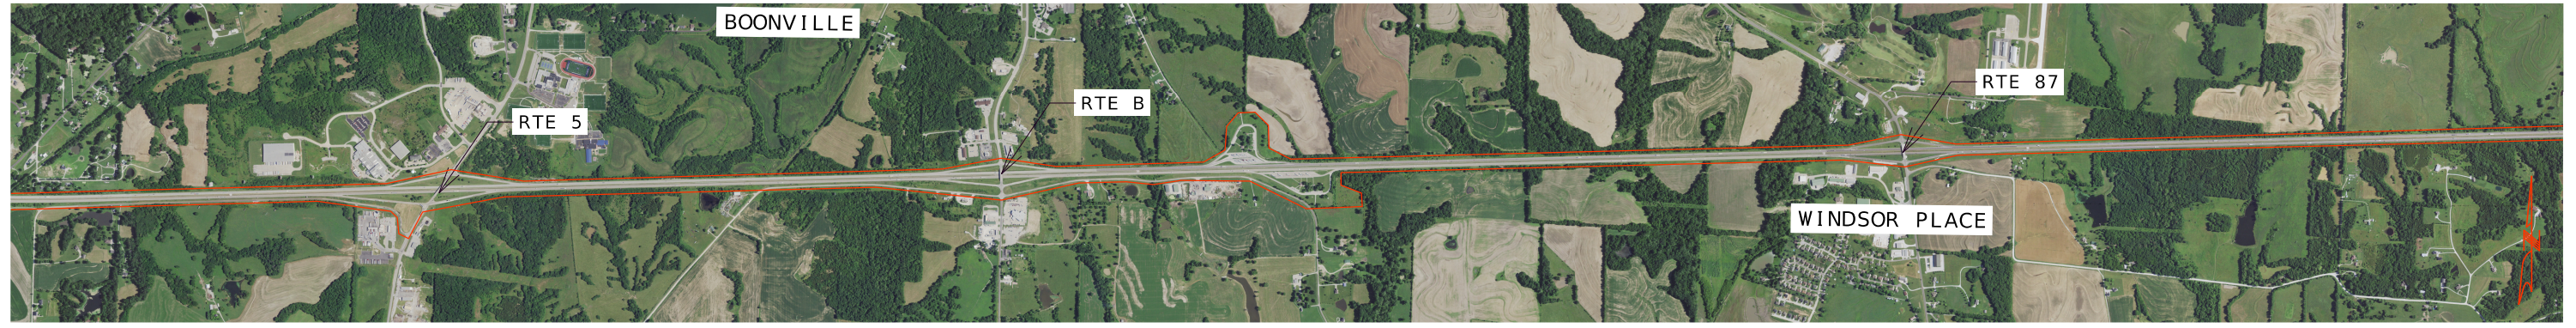 BOONVILLE
RTE 5
RTE B
RTE 87
WINDSOR PLACE